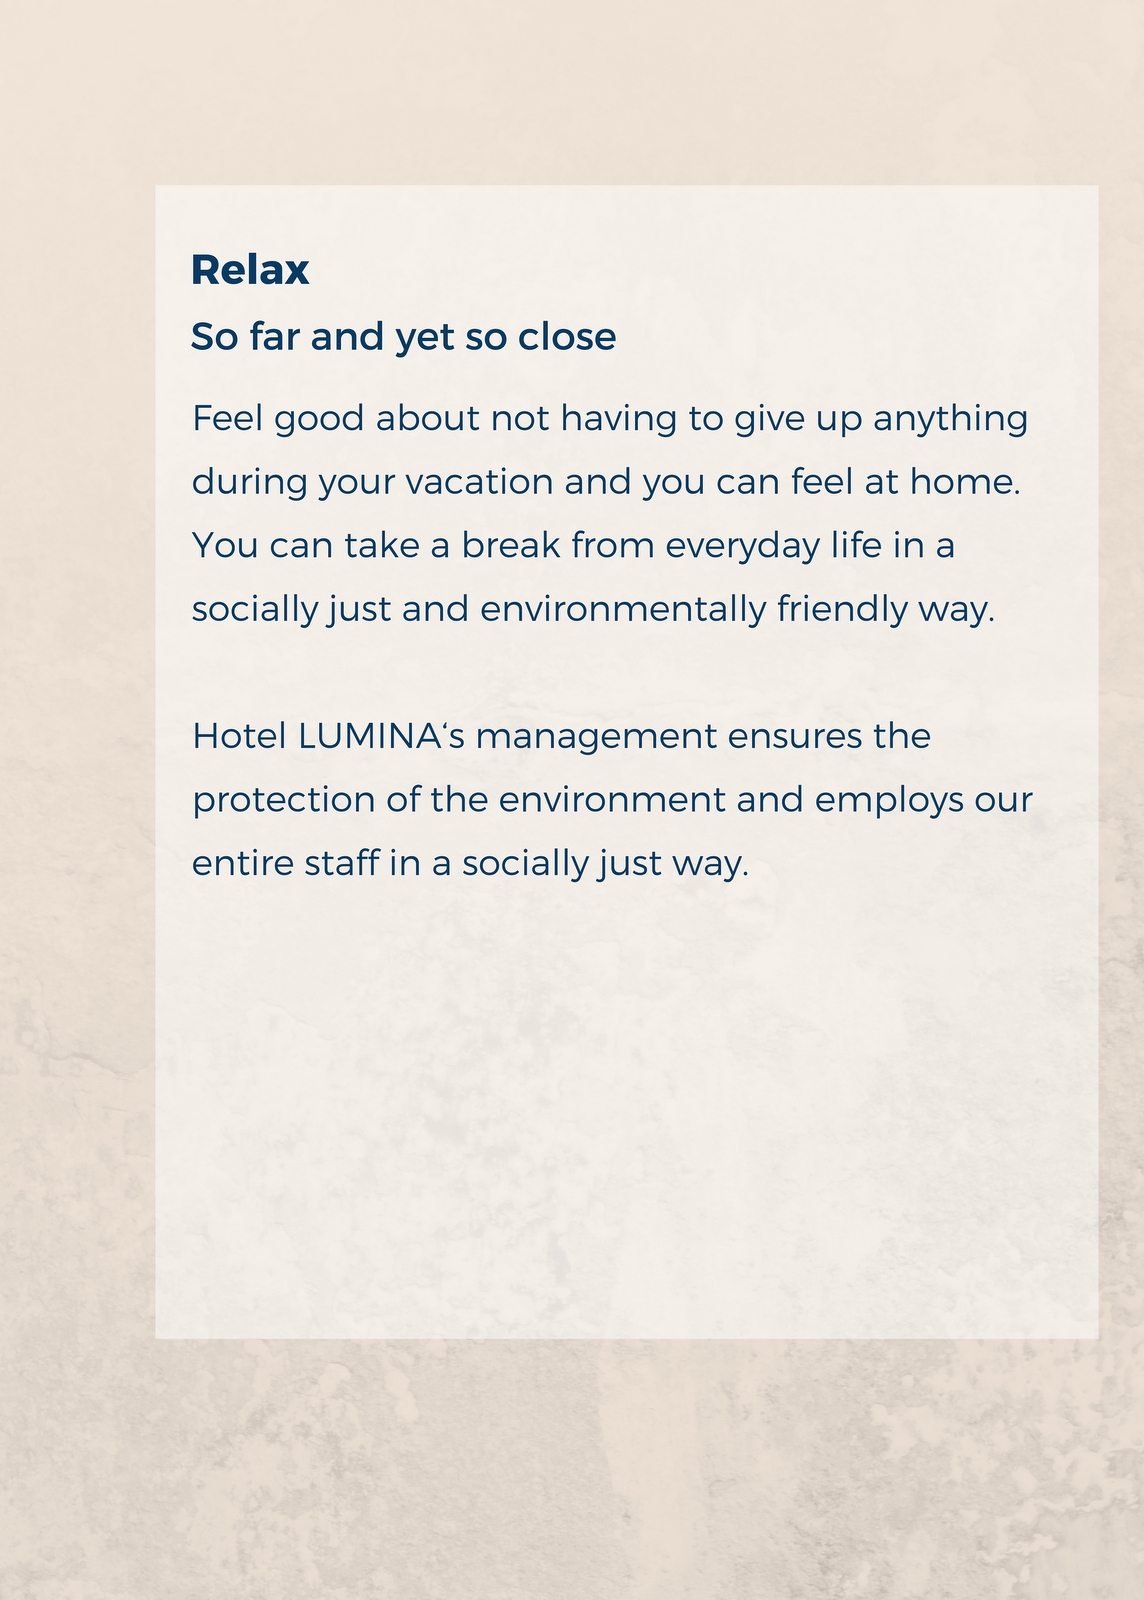 Relax
So far and yet so close
Feel good about not having to give up anything
during your vacation and you can feel at home.
You can take a break from everyday life in a
socially just and environmentally friendly way.
Hotel LUMINA‘s management ensures the
protection of the environment and employs our
entire staff in a socially just way.